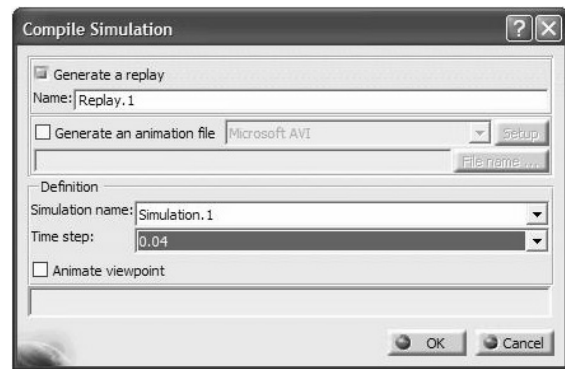 Compile Simulation
Generate a replay
Name: Replay.1
Generate an animation file Microsoft AVI Setup
File name ...
Definition
Simulation name: Simulation.1
Time step: 0.04
Animate viewpoint
OK Cancel